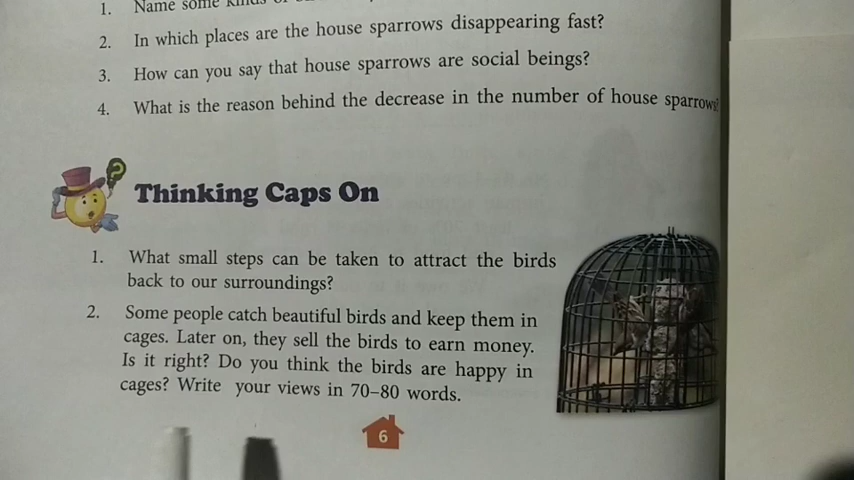 1. Name some kinds of
2. In which places are the house sparrows disappearing fast?
3. How can you say that house sparrows are social beings?
4. What is the reason behind the decrease in the number of house sparrows?
Thinking Caps On
1. What small steps can be taken to attract the birds
back to our surroundings?
2. Some people catch beautiful birds and keep them in
cages. Later on, they sell the birds to earn money.
Is it right? Do you think the birds are happy in
cages? Write your views in 70–80 words.
6